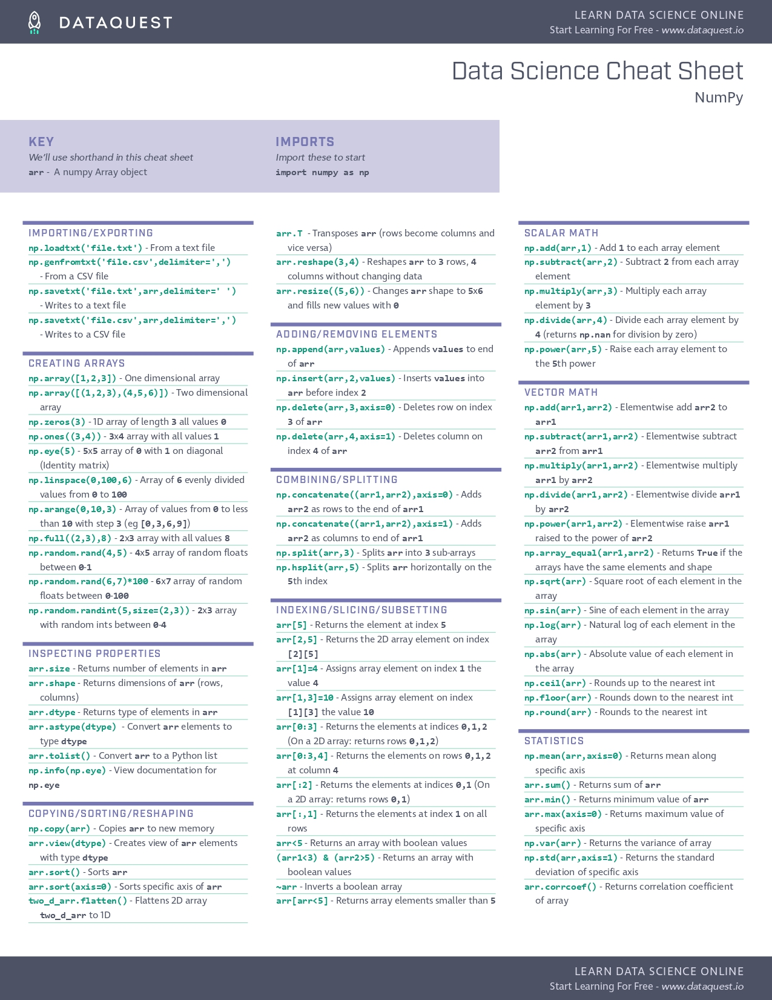 DATAQUEST
LEARN DATA SCIENCE ONLINE
Start Learning For Free - www.dataquest.io
Data Science Cheat Sheet
NumPy
KEY
We'll use shorthand in this cheat sheet
arr - A numpy Array object
IMPORTS
Import these to start
import numpy as np
IMPORTING/EXPORTING
np.loadtxt('file.txt') - From a text file
np.genfromtxt('file.csv',delimiter=',')
- From a CSV file
np.savetxt('file.txt',arr,delimiter=' ')
- Writes to a text file
np.savetxt('file.csv',arr,delimiter=',')
- Writes to a CSV file
CREATING ARRAYS
np.array([1,2,3]) - One dimensional array
np.array([(1,2,3),(4,5,6)]) - Two dimensional
array
np.zeros(3) - 1D array of length 3 all values 0
np.ones((3,4)) - 3x4 array with all values 1
np.eye(5) - 5x5 array of 0 with 1 on diagonal
(Identity matrix)
np.linspace(0,100,6) - Array of 6 evenly divided
values from 0 to 100
np.arange(0,10,3) - Array of values from 0 to less
than 10 with step 3 (eg [0,3,6,9])
np.full((2,3),8) - 2x3 array with all values 8
np.random.rand(4,5) - 4x5 array of random floats
between 0-1
np.random.rand(6,7)*100 - 6x7 array of random
floats between 0-100
np.random.randint(5,size=(2,3)) - 2x3 array
with random ints between 0-4
INSPECTING PROPERTIES
arr.size - Returns number of elements in arr
arr.shape - Returns dimensions of arr (rows,
columns)
arr.dtype - Returns type of elements in arr
arr.astype(dtype) - Convert arr elements to
type dtype
arr.tolist() - Convert arr to a Python list
np.info(np.eye) - View documentation for
np.eye
COPYING/SORTING/RESHAPING
np.copy(arr) - Copies arr to new memory
arr.view(dtype) - Creates view of arr elements
with type dtype
arr.sort() - Sorts arr
arr.sort(axis=0) - Sorts specific axis of arr
two_d_arr.flatten() - Flattens 2D array
two_d_arr to 1D
arr.T - Transposes arr (rows become columns and
vice versa)
arr.reshape(3,4) - Reshapes arr to 3 rows, 4
columns without changing data
arr.resize((5,6)) - Changes arr shape to 5x6
and fills new values with 0
ADDING/REMOVING ELEMENTS
np.append(arr,values) - Appends values to end
of arr
np.insert(arr,2,values) - Inserts values into
arr before index 2
np.delete(arr,3,axis=0) - Deletes row on index
3 of arr
np.delete(arr,4,axis=1) - Deletes column on
index 4 of arr
COMBINING/SPLITTING
np.concatenate((arr1,arr2),axis=0) - Adds
arr2 as rows to the end of arr1
np.concatenate((arr1,arr2),axis=1) - Adds
arr2 as columns to end of arr1
np.split(arr,3) - Splits arr into 3 sub-arrays
np.hsplit(arr,5) - Splits arr horizontally on the
5th index
INDEXING/SLICING/SUBSETTING
arr[5] - Returns the element at index 5
arr[2,5] - Returns the 2D array element on index
[2][5]
arr[1]=4 - Assigns array element on index 1 the
value 4
arr[1,3]=10 - Assigns array element on index
[1][3] the value 10
arr[0:3] - Returns the elements at indices 0,1,2
(On a 2D array: returns rows 0,1,2)
arr[0:3,4] - Returns the elements on rows 0,1,2
at column 4
arr[:2] - Returns the elements at indices 0,1 (On
a 2D array: returns rows 0,1)
arr[:,1] - Returns the elements at index 1 on all
rows
arr<5 - Returns an array with boolean values
(arr1<3) & (arr2>5) - Returns an array with
boolean values
~arr - Inverts a boolean array
arr[arr<5] - Returns array elements smaller than 5
SCALAR MATH
np.add(arr,1) - Add 1 to each array element
np.subtract(arr,2) - Subtract 2 from each array
element
np.multiply(arr,3) - Multiply each array
element by 3
np.divide(arr,4) - Divide each array element by
4 (returns np.nan for division by zero)
np.power(arr,5) - Raise each array element to
the 5th power
VECTOR MATH
np.add(arr1,arr2) - Elementwise add arr2 to
arr1
np.subtract(arr1,arr2) - Elementwise subtract
arr2 from arr1
np.multiply(arr1,arr2) - Elementwise multiply
arr1 by arr2
np.divide(arr1,arr2) - Elementwise divide arr1
by arr2
np.power(arr1,arr2) - Elementwise raise arr1
raised to the power of arr2
np.array_equal(arr1,arr2) - Returns True if the
arrays have the same elements and shape
np.sqrt(arr) - Square root of each element in the
array
np.sin(arr) - Sine of each element in the array
np.log(arr) - Natural log of each element in the
array
np.abs(arr) - Absolute value of each element in
the array
np.ceil(arr) - Rounds up to the nearest int
np.floor(arr) - Rounds down to the nearest int
np.round(arr) - Rounds to the nearest int
STATISTICS
np.mean(arr,axis=0) - Returns mean along
specific axis
arr.sum() - Returns sum of arr
arr.min() - Returns minimum value of arr
arr.max(axis=0) - Returns maximum value of
specific axis
np.var(arr) - Returns the variance of array
np.std(arr,axis=1) - Returns the standard
deviation of specific axis
arr.corrcoef() - Returns correlation coefficient
of array
LEARN DATA SCIENCE ONLINE
Start Learning For Free - www.dataquest.io